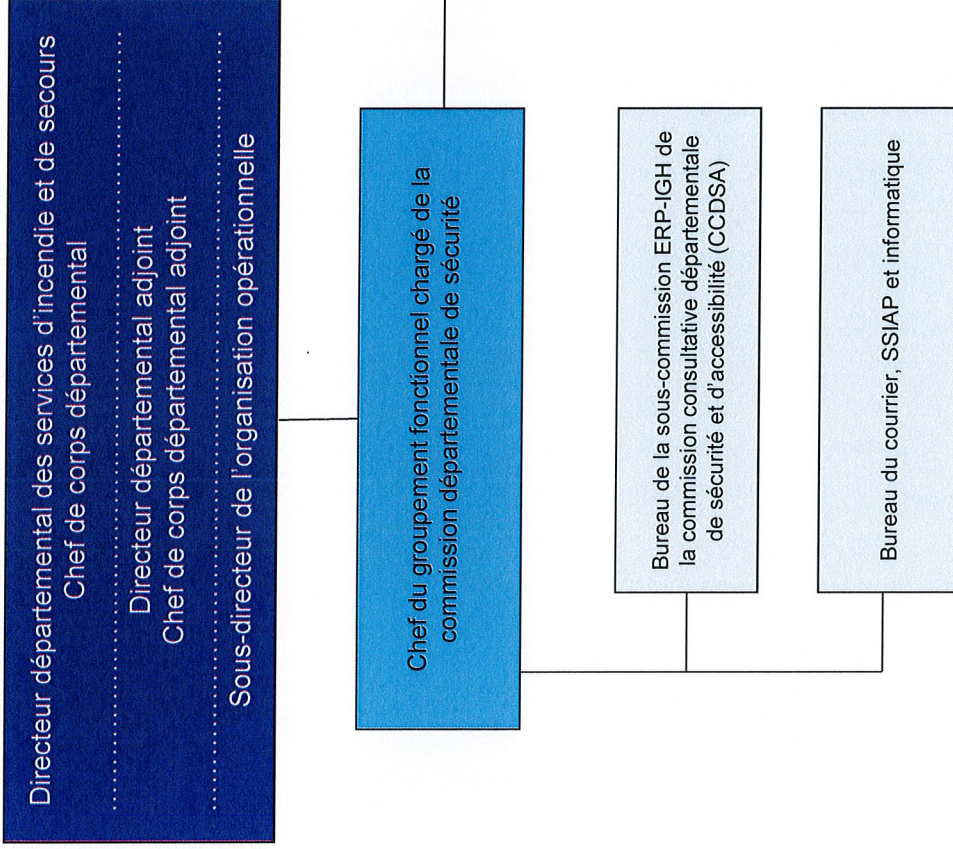 Directeur départemental des services d'incendie et de secours
Chef de corps départemental
Directeur départemental adjoint
Chef de corps départemental adjoint
Sous-directeur de l'organisation opérationnelle
Chef du groupement fonctionnel chargé de la
commission départementale de sécurité
Bureau de la sous-commission ERP-IGH de
la commission consultative départementale
de sécurité et d'accessibilité (CCDSA)
Bureau du courrier, SSIAP et informatique